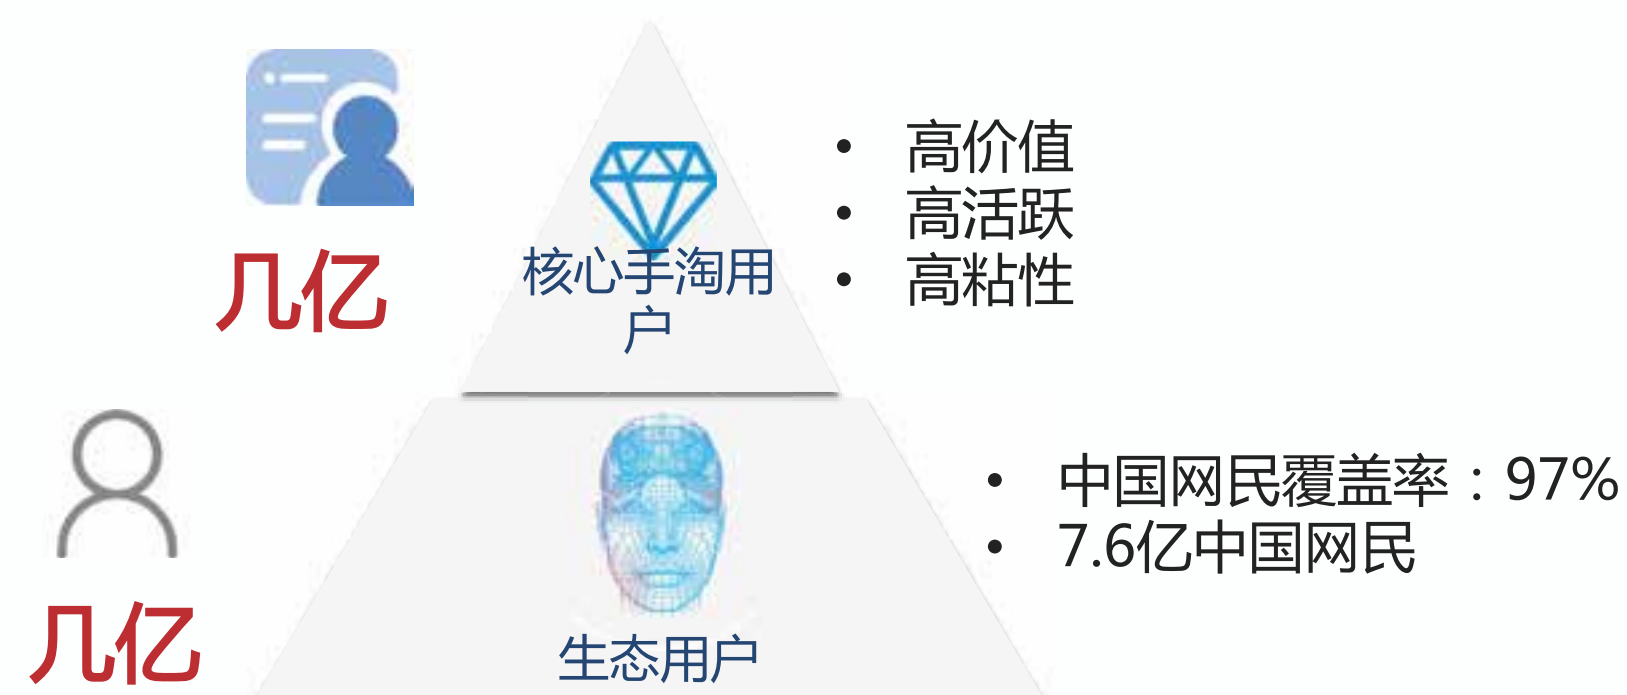 几亿
核心手淘用
户
高价值
高活跃
高粘性
几亿
生态用户
中国网民覆盖率：97%
7.6亿中国网民